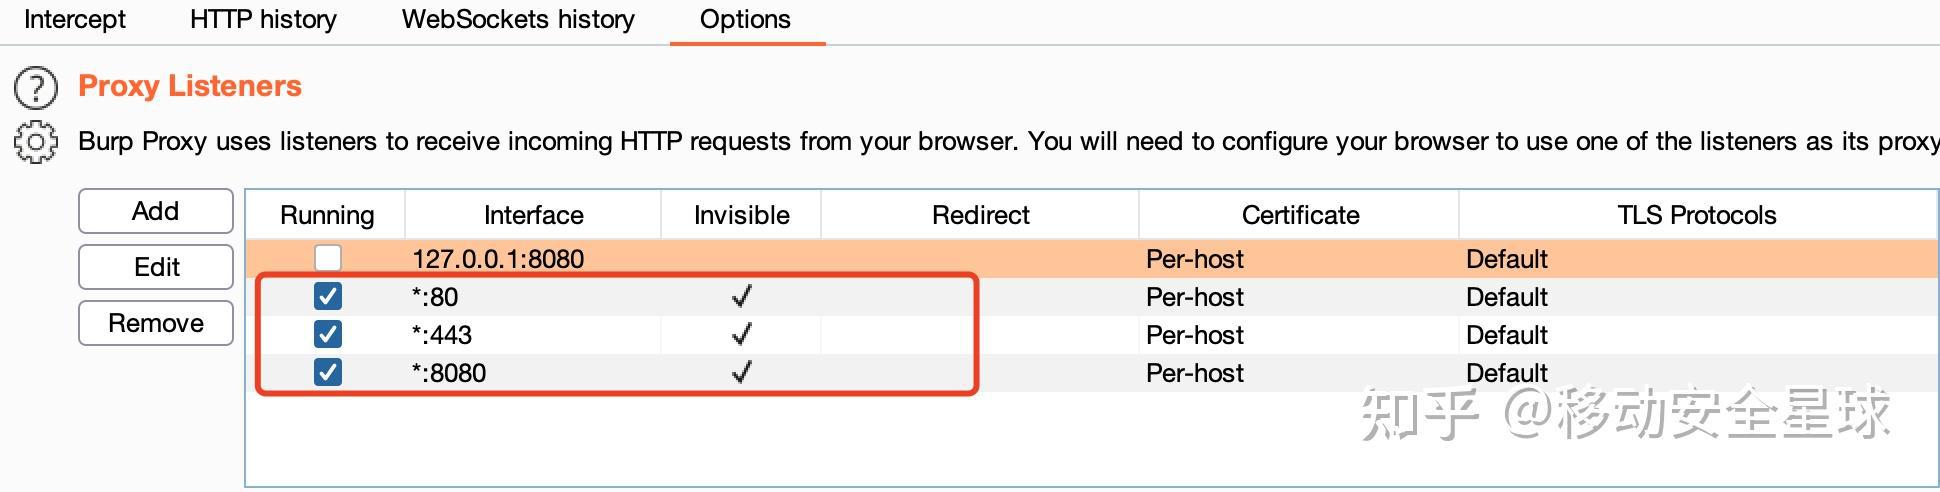 Intercept HTTP history WebSockets history Options
? Proxy Listeners
Burp Proxy uses listeners to receive incoming HTTP requests from your browser. You will need to configure your browser to use one of the listeners as its proxy
Add
Edit
Remove
Running Interface Invisible Redirect Certificate TLS Protocols
127.0.0.1:8080 Per-host Default
*:80 ✓ Per-host Default
*:443 ✓ Per-host Default
*:8080 ✓ Per-host Default
知乎 @移动安全星球